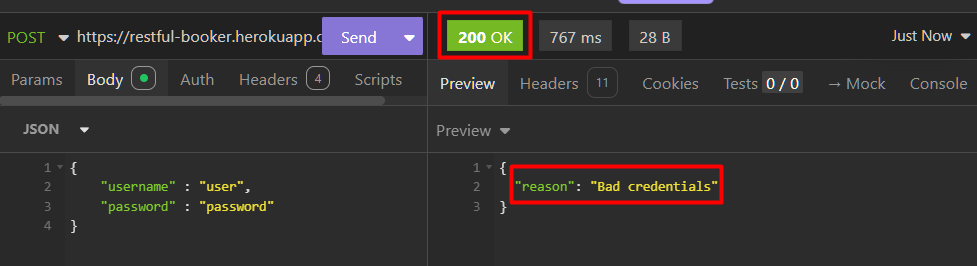 POST https://restful-booker.herokuapp.c Send 200 OK 767 ms 28 B Just Now
Params Body Auth Headers 4 Scripts Preview Headers 11 Cookies Tests 0 / 0 → Mock Console
JSON Preview
1 { 1 {
2 "username" : "user", 2 "reason": "Bad credentials"
3 "password" : "password" 3 }
4 }